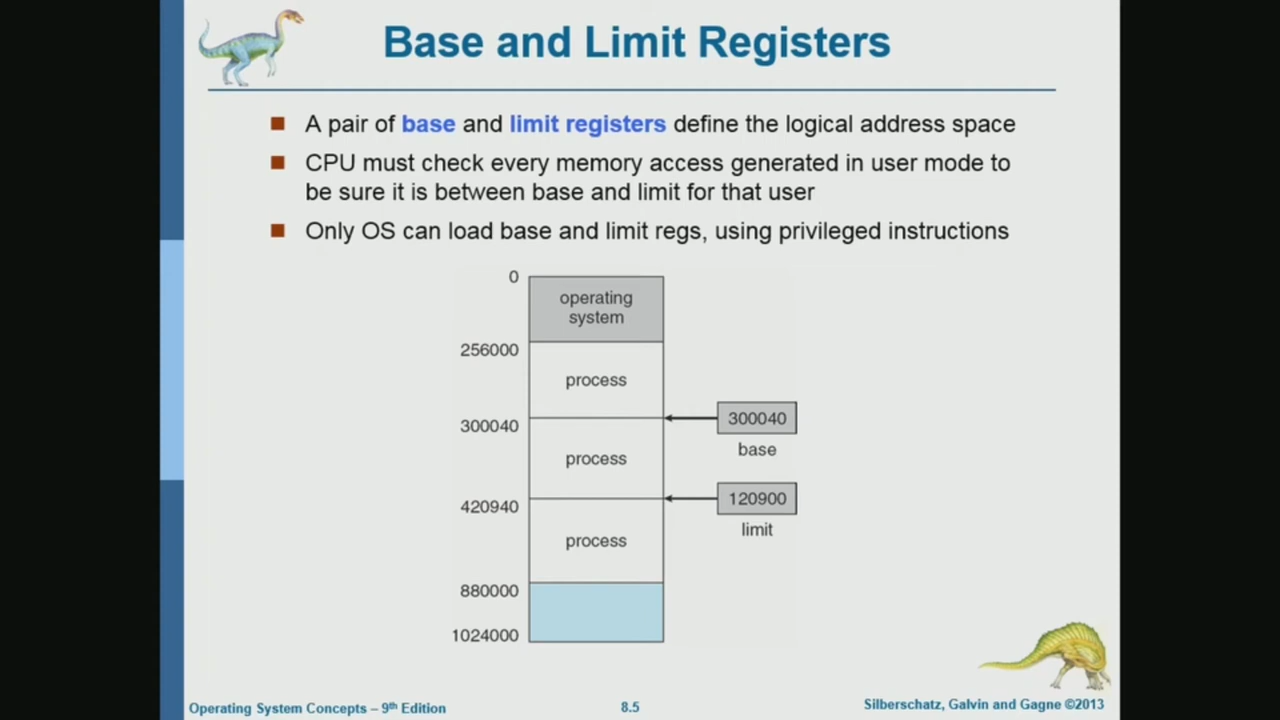 Base and Limit Registers
A pair of base and limit registers define the logical address space
CPU must check every memory access generated in user mode to
be sure it is between base and limit for that user
Only OS can load base and limit regs, using privileged instructions
0
operating
system
256000
process
300040
300040
base
process
420940
120900
limit
process
880000
1024000
Operating System Concepts – 9th Edition
8.5
Silberschatz, Galvin and Gagne ©2013